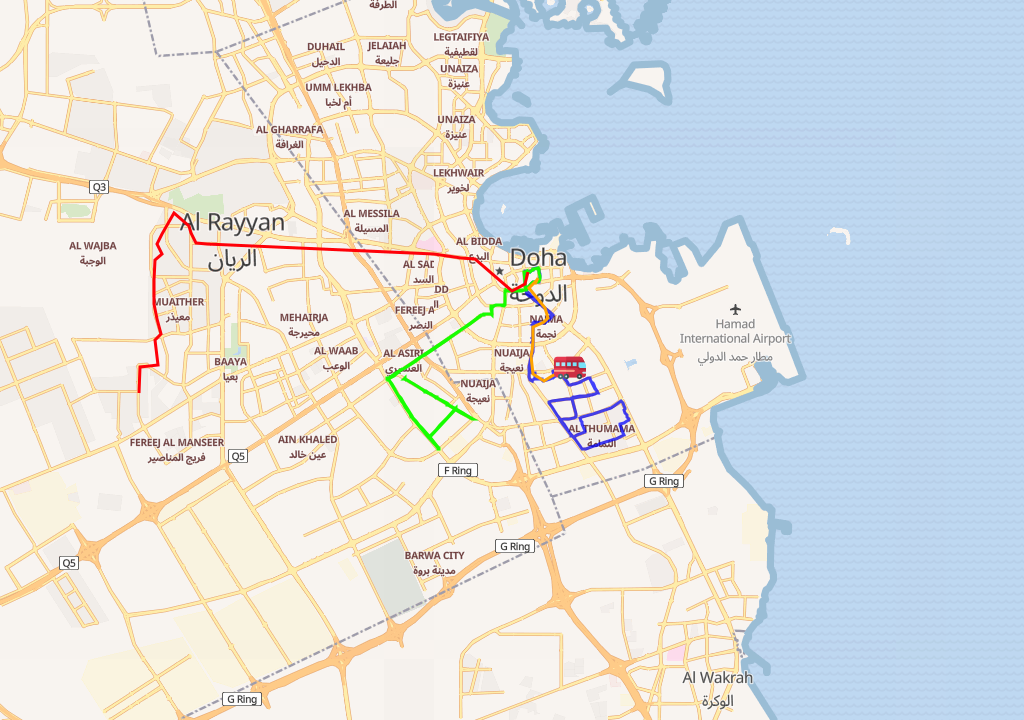 الطرفة
LEGTAIFIYA
لقطيفية
DUHAIL
الدحيل
JELAIAH
جليعة
UNAIZA
عنيزة
UMM LEKHBA
أم لخبا
UNAIZA
عنيزة
AL GHARRAFA
الغرافة
LEKHWAIR
لخوير
Q3
AL MESSILA
المسيلة
Al Rayyan
الريان
AL WAJBA
الوجبة
AL BIDDA
البدع
Doha
الدوحة
AL SAD
السد
DD
ال
MUAITHER
معيذر
MEHAIRJA
محيرجة
FEREEJ A
النصر
NAJMA
نجمة
Hamad
International Airport
مطار حمد الدولي
AL WAAB
الوعب
AL ASIRI
العسيري
NUAIJA
نعيجة
BAAYA
بعيا
NUAIJA
نعيجة
AL THUMAMA
الثمامة
FEREEJ AL MANSEER
فريج المناصير
AIN KHALED
عين خالد
Q5
F Ring
G Ring
G Ring
Q5
BARWA CITY
مدينة بروة
Al Wakrah
الوكرة
G Ring